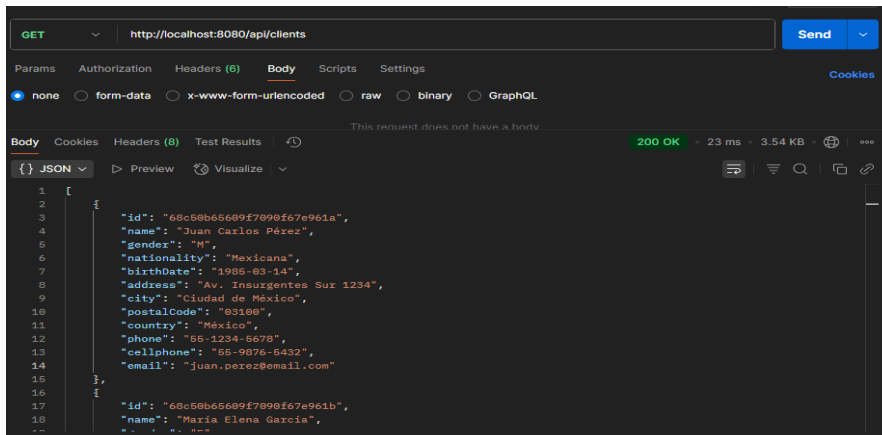 GET http://localhost:8080/api/clients Send
Params Authorization Headers (6) Body Scripts Settings Cookies
none form-data x-www-form-urlencoded raw binary GraphQL
This request does not have a body
Body Cookies Headers (8) Test Results 200 OK • 23 ms • 3.54 KB
{} JSON Preview Visualize
1 [
2 {
3 "id": "68c50b65609f7090f67e961a",
4 "name": "Juan Carlos Pérez",
5 "gender": "M",
6 "nationality": "Mexicana",
7 "birthDate": "1985-03-14",
8 "address": "Av. Insurgentes Sur 1234",
9 "city": "Ciudad de México",
10 "postalCode": "03100",
11 "country": "México",
12 "phone": "55-1234-5678",
13 "cellphone": "55-9876-5432",
14 "email": "juan.perez@email.com"
15 },
16 {
17 "id": "68c50b65609f7090f67e961b",
18 "name": "María Elena García",